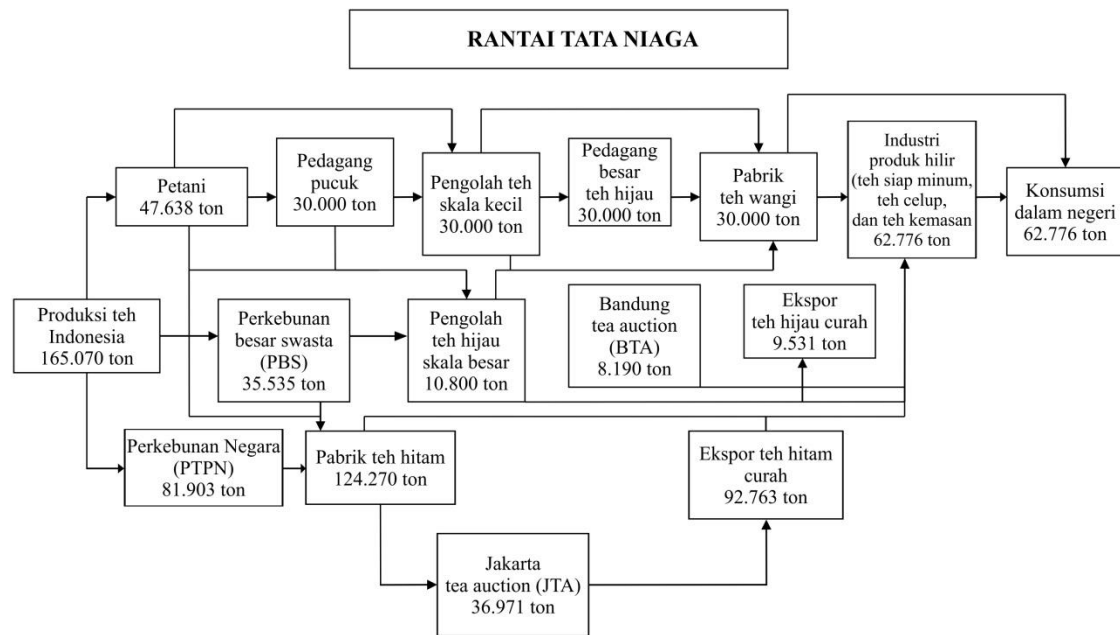 RANTAI TATA NIAGA
Petani
47.638 ton
Pedagang
pucuk
30.000 ton
Pengolah teh
skala kecil
30.000 ton
Pedagang
besar
teh hijau
30.000 ton
Pabrik
teh wangi
30.000 ton
Industri
produk hilir
(teh siap minum,
teh celup,
dan teh kemasan
62.776 ton
Konsumsi
dalam negeri
62.776 ton
Produksi teh
Indonesia
165.070 ton
Perkebunan
besar swasta
(PBS)
35.535 ton
Pengolah
teh hijau
skala besar
10.800 ton
Bandung
tea auction
(BTA)
8.190 ton
Ekspor
teh hijau curah
9.531 ton
Perkebunan Negara
(PTPN)
81.903 ton
Pabrik teh hitam
124.270 ton
Ekspor teh hitam
curah
92.763 ton
Jakarta
tea auction (JTA)
36.971 ton